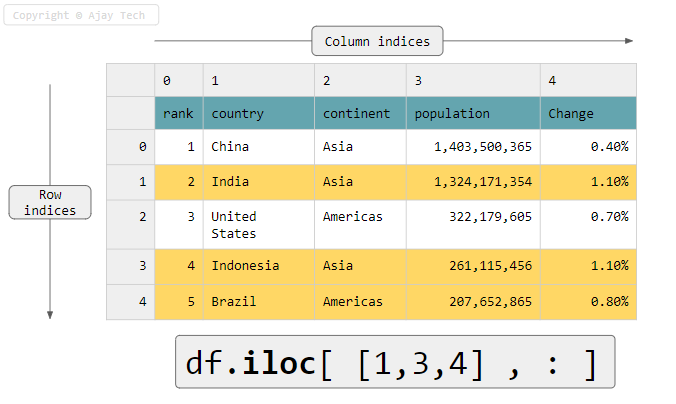 Copyright © Ajay Tech
Column indices
0 1 2 3 4
rank country continent population Change
0 1 China Asia 1,403,500,365 0.40%
1 2 India Asia 1,324,171,354 1.10%
Row
indices
2 3 United Americas 322,179,605 0.70%
States
3 4 Indonesia Asia 261,115,456 1.10%
4 5 Brazil Americas 207,652,865 0.80%
df.iloc[ [1,3,4] , : ]